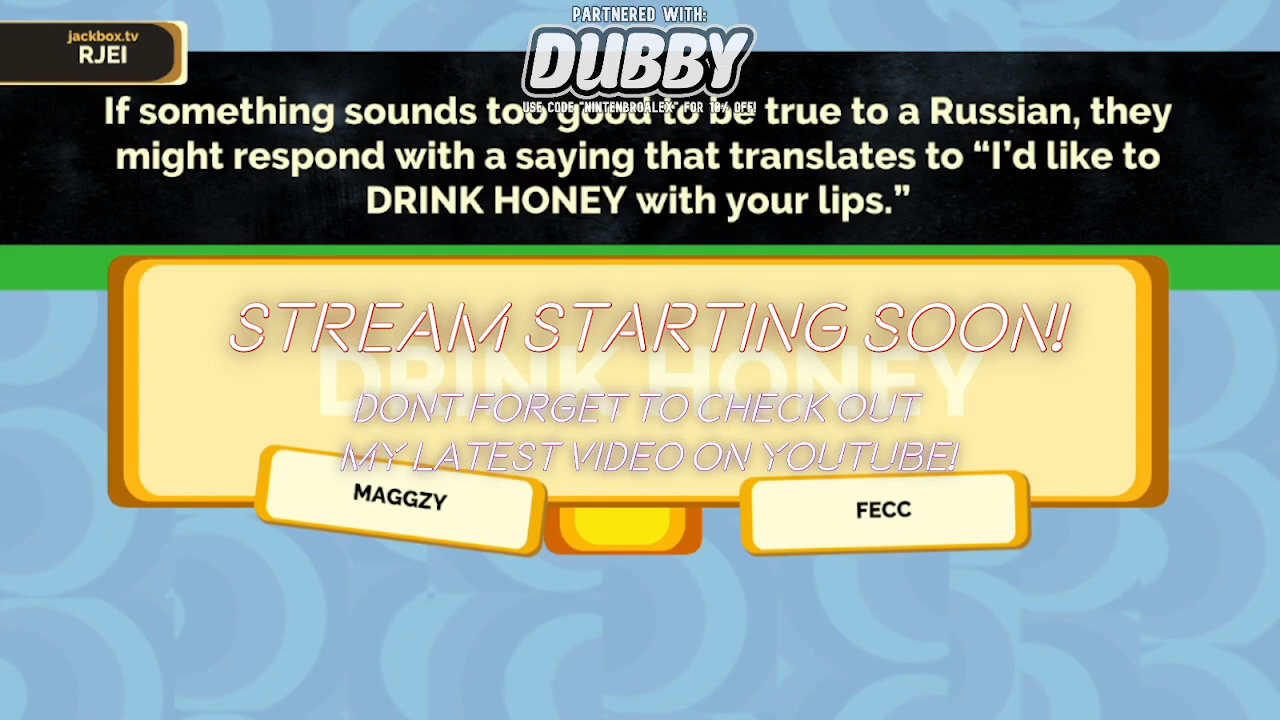 PARTNERED WITH:
DUBBY
USE CODE "NINTENBROALEX" FOR 10% OFF!
jackbox.tv
RJEI
If something sounds too good to be true to a Russian, they
might respond with a saying that translates to “I’d like to
DRINK HONEY with your lips.”
STREAM STARTING SOON!
DRINK HONEY
DONT FORGET TO CHECK OUT
MY LATEST VIDEO ON YOUTUBE!
MAGGZY
FECC